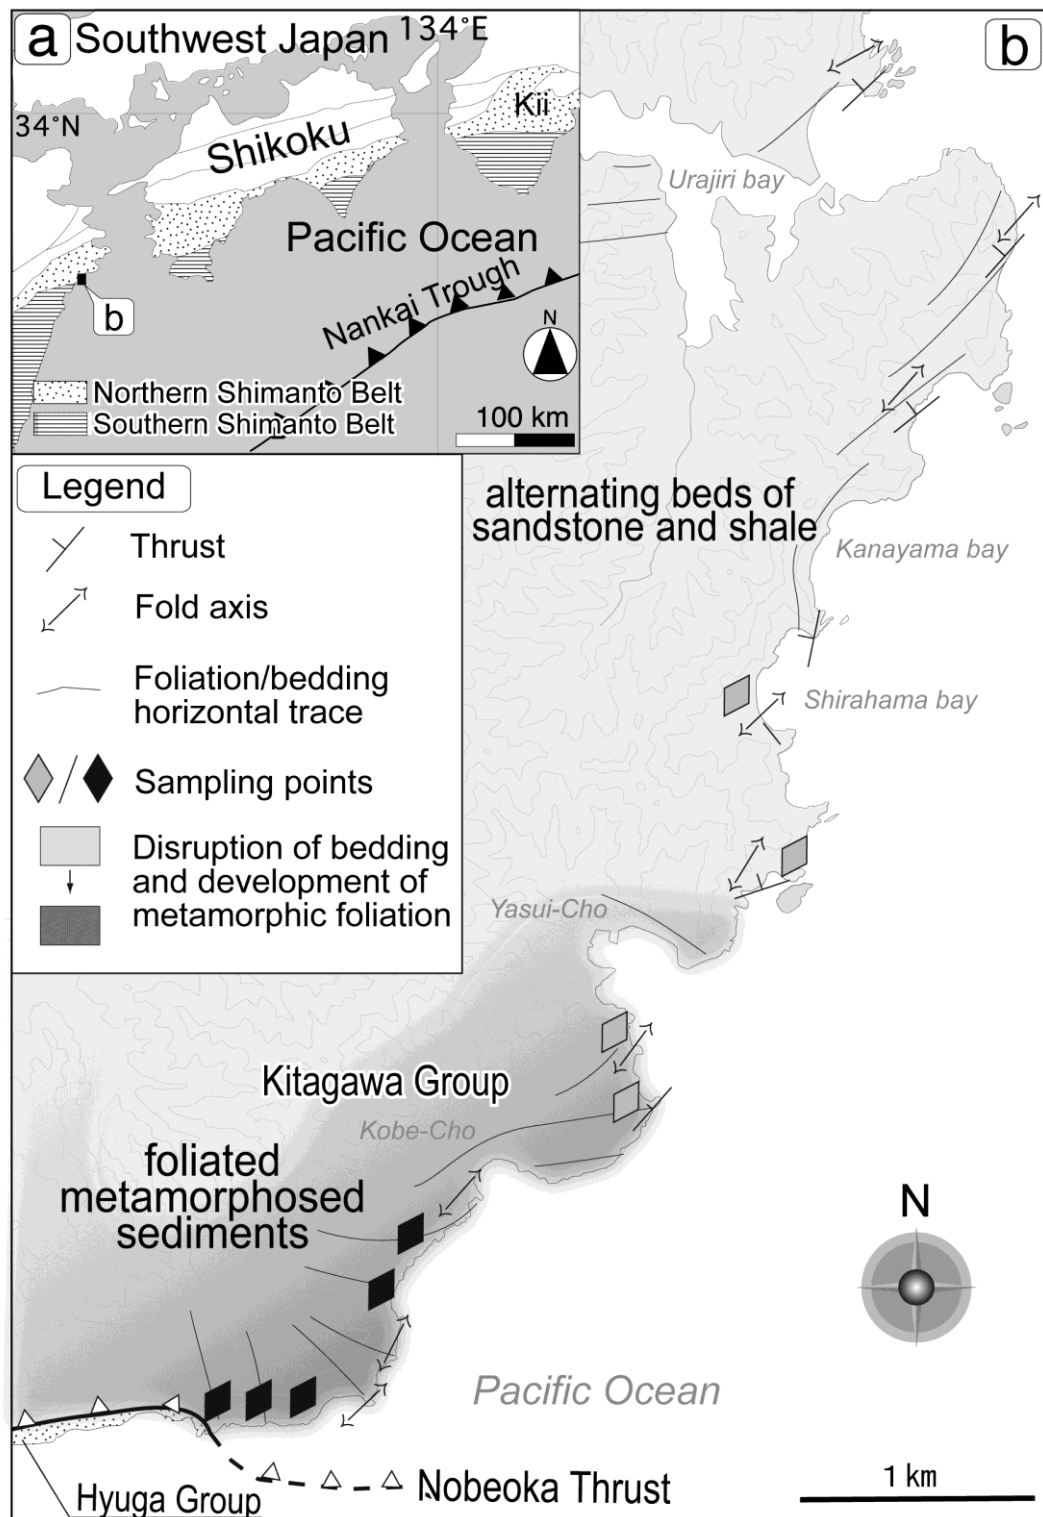 a
Southwest Japan
134°E
b
34°N
Kii
Shikoku
Pacific Ocean
Nankai Trough
b
N
Northern Shimanto Belt
Southern Shimanto Belt
100 km
Legend
Thrust
Fold axis
Foliation/bedding
horizontal trace
Sampling points
Disruption of bedding
and development of
metamorphic foliation
Urajiri bay
alternating beds of
sandstone and shale
Kanayama bay
Shirahama bay
Yasui-Cho
Kitagawa Group
Kobe-Cho
foliated
metamorphosed
sediments
N
Pacific Ocean
Nobeoka Thrust
Hyuga Group
1 km